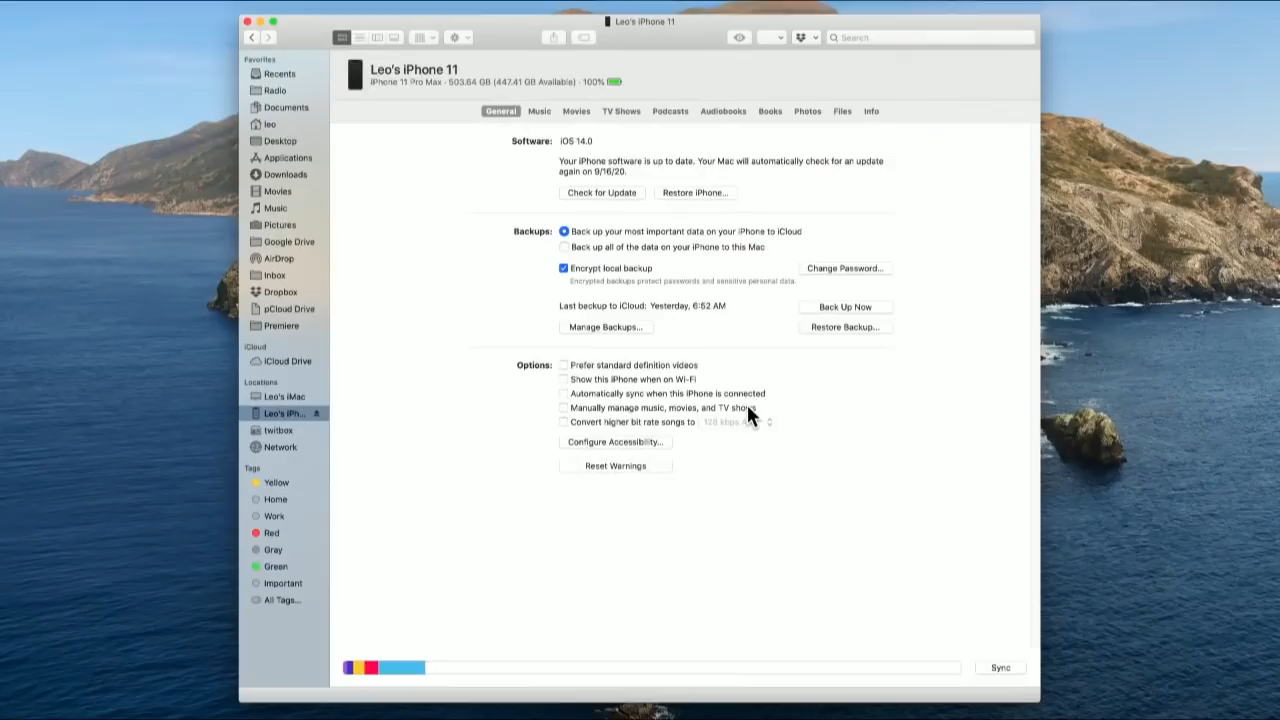 Leo's iPhone 11
Search
Favorites
Recents
Radio
Documents
leo
Desktop
Applications
Downloads
Movies
Music
Pictures
Google Drive
AirDrop
Inbox
Dropbox
pCloud Drive
Premiere
iCloud
iCloud Drive
Locations
Leo's iMac
Leo's iPh...
twitbox
Network
Tags
Yellow
Home
Work
Red
Gray
Green
Important
All Tags...
Leo's iPhone 11
iPhone 11 Pro Max · 503.64 GB (447.41 GB Available) · 100%
General Music Movies TV Shows Podcasts Audiobooks Books Photos Files Info
Software: iOS 14.0
Your iPhone software is up to date. Your Mac will automatically check for an update
again on 9/16/20.
Check for Update Restore iPhone...
Backups: Back up your most important data on your iPhone to iCloud
Back up all of the data on your iPhone to this Mac
Encrypt local backup Change Password...
Encrypted backups protect passwords and sensitive personal data.
Last backup to iCloud: Yesterday, 6:52 AM Back Up Now
Manage Backups... Restore Backup...
Options: Prefer standard definition videos
Show this iPhone when on Wi-Fi
Automatically sync when this iPhone is connected
Manually manage music, movies, and TV shows
Convert higher bit rate songs to 128 kbps
Configure Accessibility...
Reset Warnings
Sync